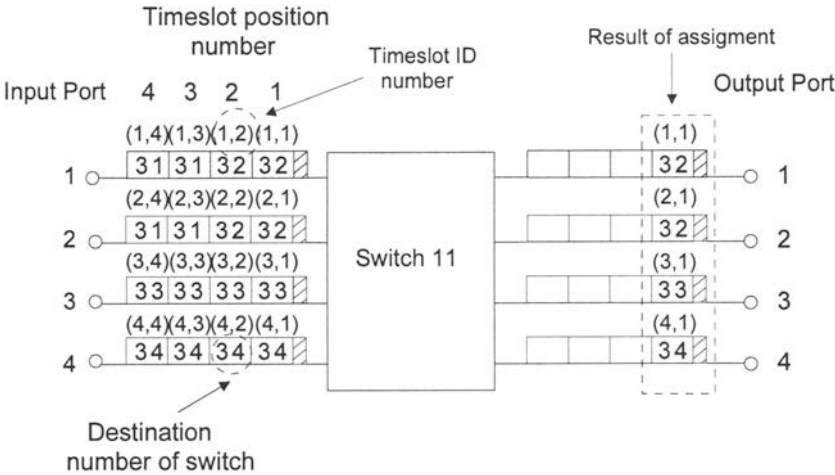 Timeslot position
number
Timeslot ID
number
Result of assigment
Input Port 4 3 2 1
Output Port
(1,4)(1,3)(1,2)(1,1)
(1,1)
1 31 31 32 32
32 1
(2,4)(2,3)(2,2)(2,1)
(2,1)
2 31 31 32 32
32 2
Switch 11
(3,4)(3,3)(3,2)(3,1)
(3,1)
3 33 33 33 33
33 3
(4,4)(4,3)(4,2)(4,1)
(4,1)
4 34 34 34 34
34 4
Destination
number of switch